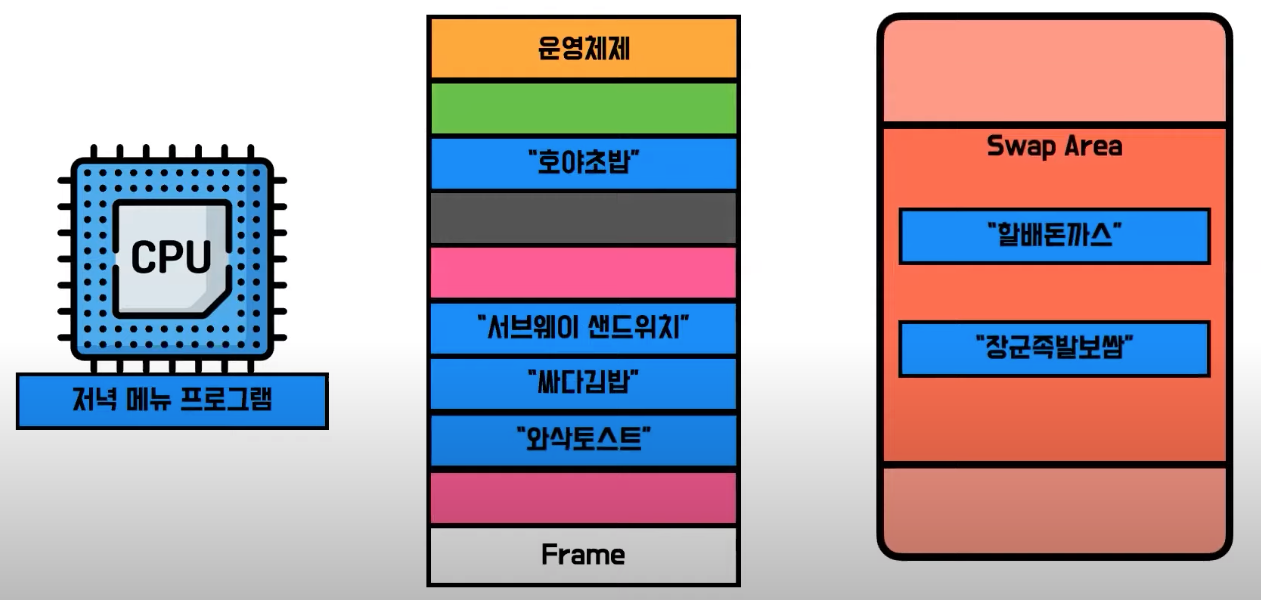 CPU
저녁 메뉴 프로그램
운영체제
"호야초밥"
"서브웨이 샌드위치"
"싸다김밥"
"와삭토스트"
Frame
Swap Area
"할배돈까스"
"장군족발보쌈"